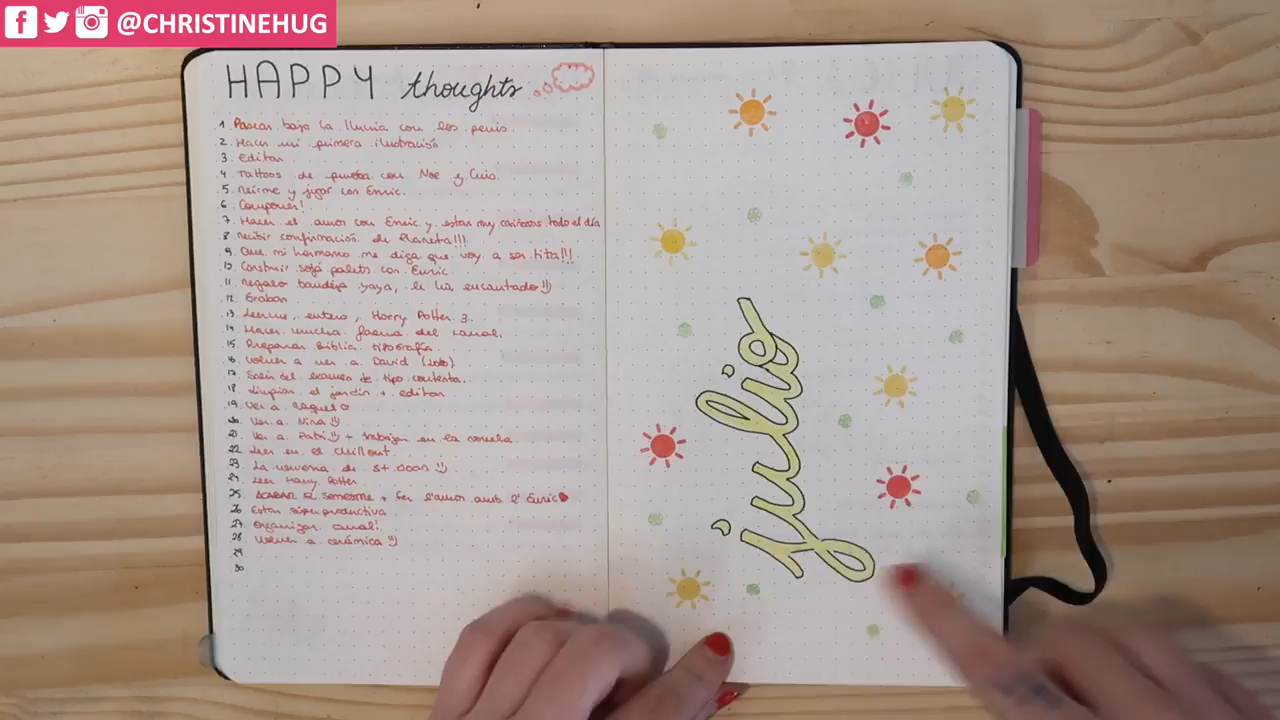 @CHRISTINEHUG
HAPPY thoughts
1 Pasear bajo la lluvia con los perris
2 Hacer mi primera ilustración
3 Editar
4 Tattoos de prueba con Noe y Cris
5 Reirme y jugar con Enric.
6 Componer!
7 Hacer el amor con Enric y estar muy cariñosos todo el día
8 Recibir confirmación de Planeta!!!
9 Que mi hermano me diga que voy a ser tita!!!
10 Construir sofá palets con Enric
11 Regalo bandeja yaya, le ha encantado!!)
12 Grabar
13 Leerme, entero, Harry Potter 3.
14 Hacer mucha faena del canal.
15 Preparar biblia tipografía.
16 Volver a ver a David (Lobo)
17 Salir del examen de tipo contenta.
18 Limpiar el jardín + editar
19 Ver a Raquel
20 Ver a Nina!!)
21 Ver a Patri!!) + trabajar en la novela
22 Leer en el chillout
23 La verbena de St Joan !!)
24 Leer Harry Potter
25 ACABAR EL SEMESTRE + fer l'amor amb l'Enric
26 Estar súper productiva
27 Organizar canal!
28 Volver a cerámica !!)
29
30
julio